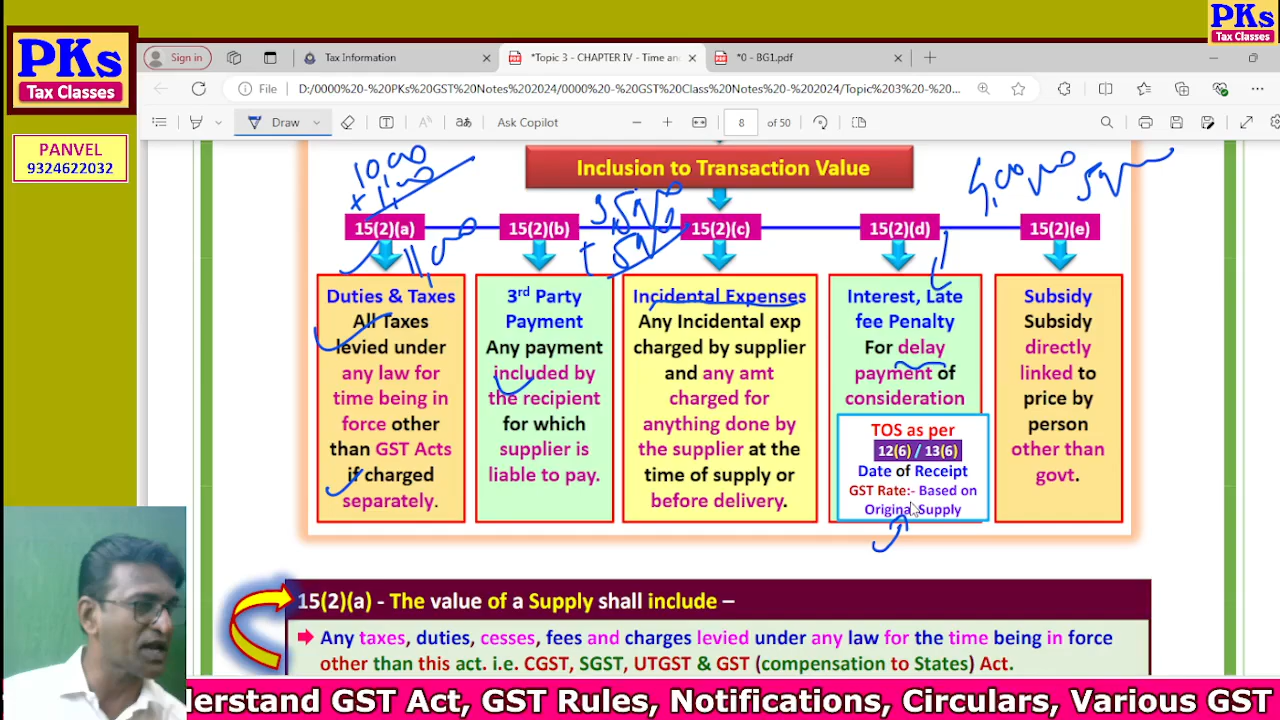 PKs
Tax Classes
PKs
Tax Classes
PANVEL
9324622032
Sign in
Tax Information
*Topic 3 - CHAPTER IV - Time an
*0 - BG1.pdf
File
D:/0000%20-%20PKs%20GST%20Notes%202024/0000%20-%20GST%20Class%20Notes%20-%202024/Topic%203%20-%20...
Draw
Ask Copilot
8 of 50
Inclusion to Transaction Value
1000
15(2)(a)
15(2)(b)
15(2)(c)
15(2)(d)
15(2)(e)
Duties & Taxes
All Taxes
levied under
any law for
time being in
force other
than GST Acts
if charged
separately.
3rd Party
Payment
Any payment
included by
the recipient
for which
supplier is
liable to pay.
Incidental Expenses
Any Incidental exp
charged by supplier
and any amt
charged for
anything done by
the supplier at the
time of supply or
before delivery.
Interest, Late
fee Penalty
For delay
payment of
consideration
TOS as per
12(6) / 13(6)
Date of Receipt
GST Rate:- Based on
Original Supply
Subsidy
Subsidy
directly
linked to
price by
person
other than
govt.
15(2)(a) - The value of a Supply shall include –
Any taxes, duties, cesses, fees and charges levied under any law for the time being in force
other than this act. i.e. CGST, SGST, UTGST & GST (compensation to States) Act.
derstand GST Act, GST Rules, Notifications, Circulars, Various GST